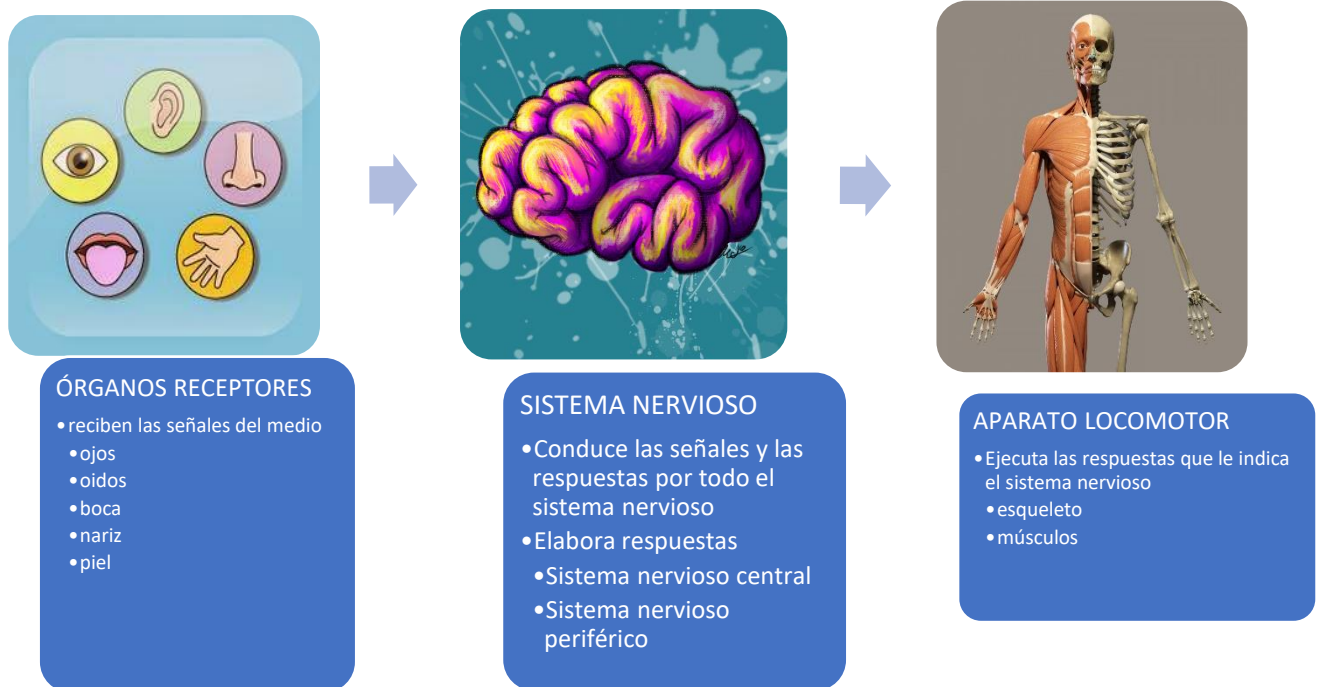 ÓRGANOS RECEPTORES
•reciben las señales del medio
•ojos
•oidos
•boca
•nariz
•piel
SISTEMA NERVIOSO
•Conduce las señales y las
respuestas por todo el
sistema nervioso
•Elabora respuestas
•Sistema nervioso central
•Sistema nervioso
periférico
APARATO LOCOMOTOR
•Ejecuta las respuestas que le indica
el sistema nervioso
•esqueleto
•músculos